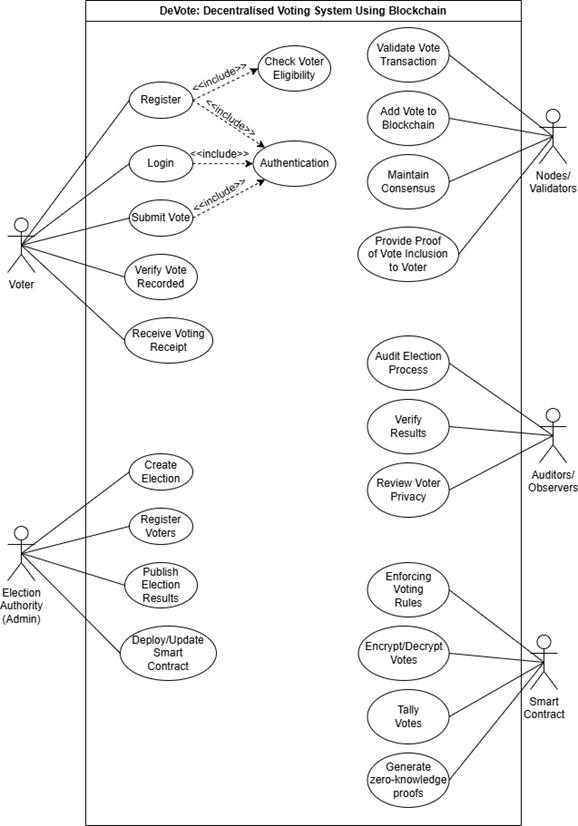 DeVote: Decentralised Voting System Using Blockchain
Check Voter
Eligibility
<<include>>
Register
<<include>>
Login
<<include>>
Authentication
<<include>>
Submit Vote
Voter
Verify Vote
Recorded
Receive Voting
Receipt
Validate Vote
Transaction
Add Vote to
Blockchain
Maintain
Consensus
Provide Proof
of Vote Inclusion
to Voter
Nodes/
Validators
Audit Election
Process
Verify
Results
Review Voter
Privacy
Auditors/
Observers
Create
Election
Register
Voters
Publish
Election
Results
Deploy/Update
Smart
Contract
Election
Authority
(Admin)
Enforcing
Voting
Rules
Encrypt/Decrypt
Votes
Tally
Votes
Generate
zero-knowledge
proofs
Smart
Contract